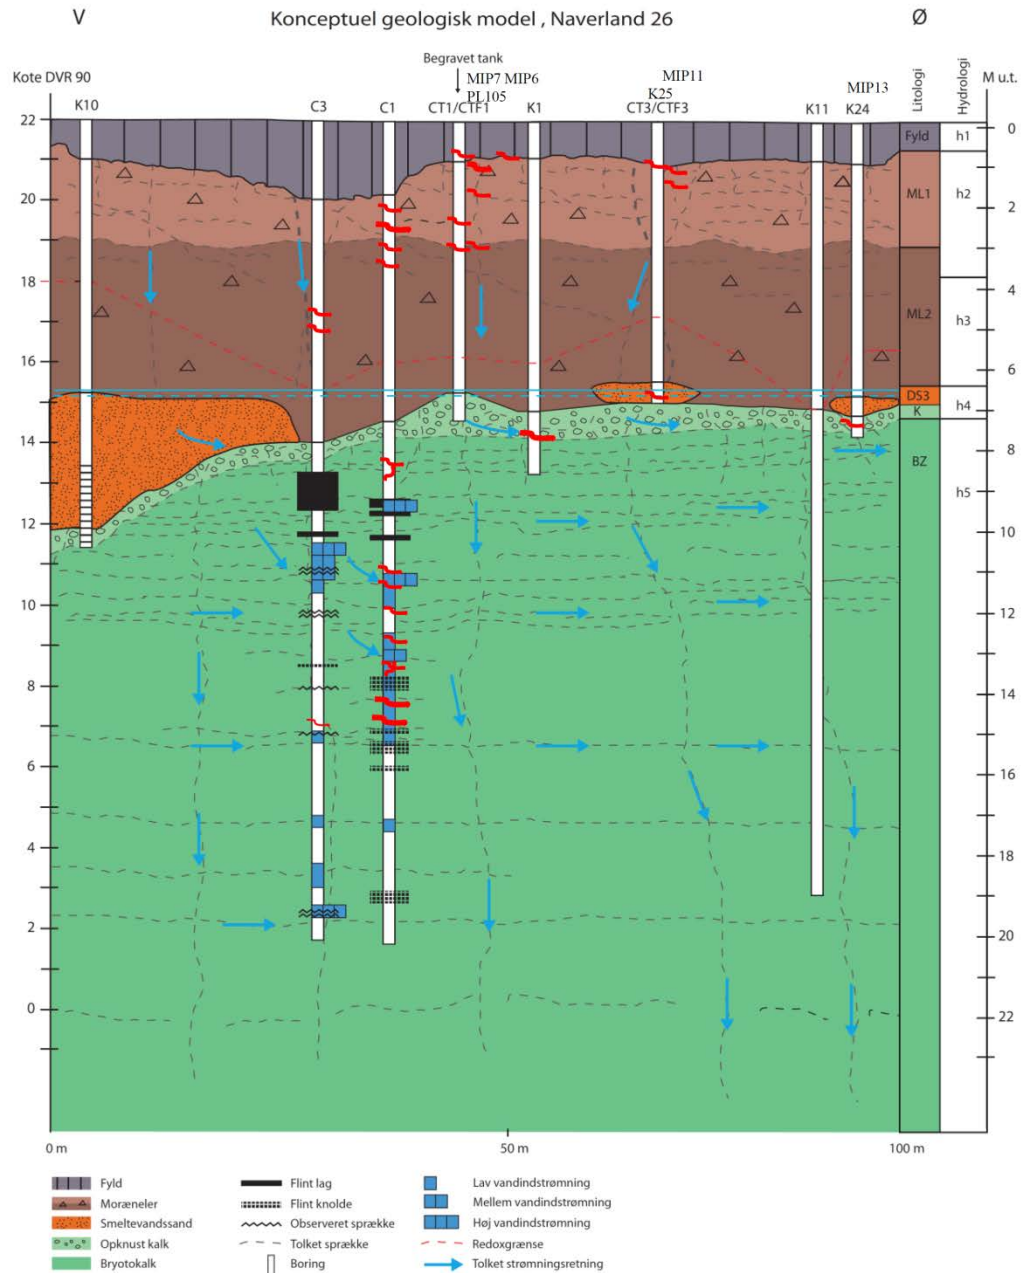 V Konceptuel geologisk model , Naverland 26 Ø
Begravet tank
Kote DVR 90 MIP7 MIP6 MIP11 MIP13 Litologi Hydrologi M u.t.
PL105 K25
K10 C3 C1 CT1/CTF1 K1 CT3/CTF3 K11 K24
22 0
Fyld h1
20 ML1 h2 2
18 4
ML2 h3
16 6
DS3
K h4
14 8
BZ
h5
12 10
10 12
8 14
6 16
4 18
2 20
0 22
0 m 50 m 100 m
Fyld Flint lag Lav vandindstrømning
Moræneler Flint knolde Mellem vandindstrømning
Smeltevandssand Observeret sprække Høj vandindstrømning
Opknust kalk Tolket sprække Redoxgrænse
Bryotokalk Boring Tolket strømningsretning